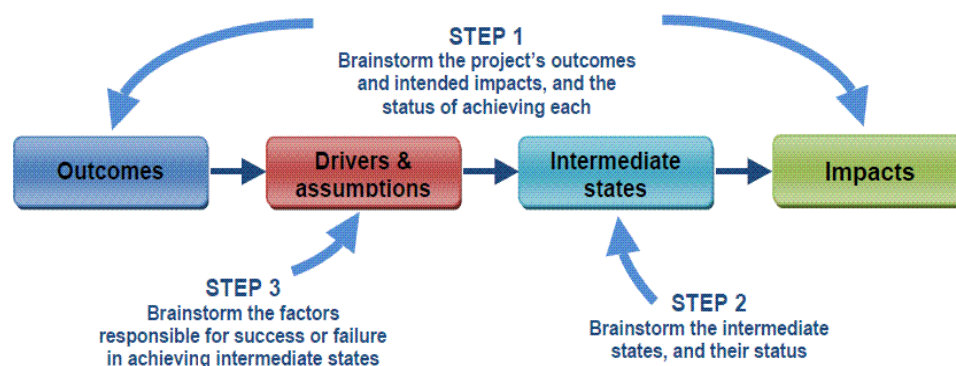 STEP 1
Brainstorm the project's outcomes
and intended impacts, and the
status of achieving each
Outcomes
Drivers &
assumptions
Intermediate
states
Impacts
STEP 3
Brainstorm the factors
responsible for success or failure
in achieving intermediate states
STEP 2
Brainstorm the intermediate
states, and their status